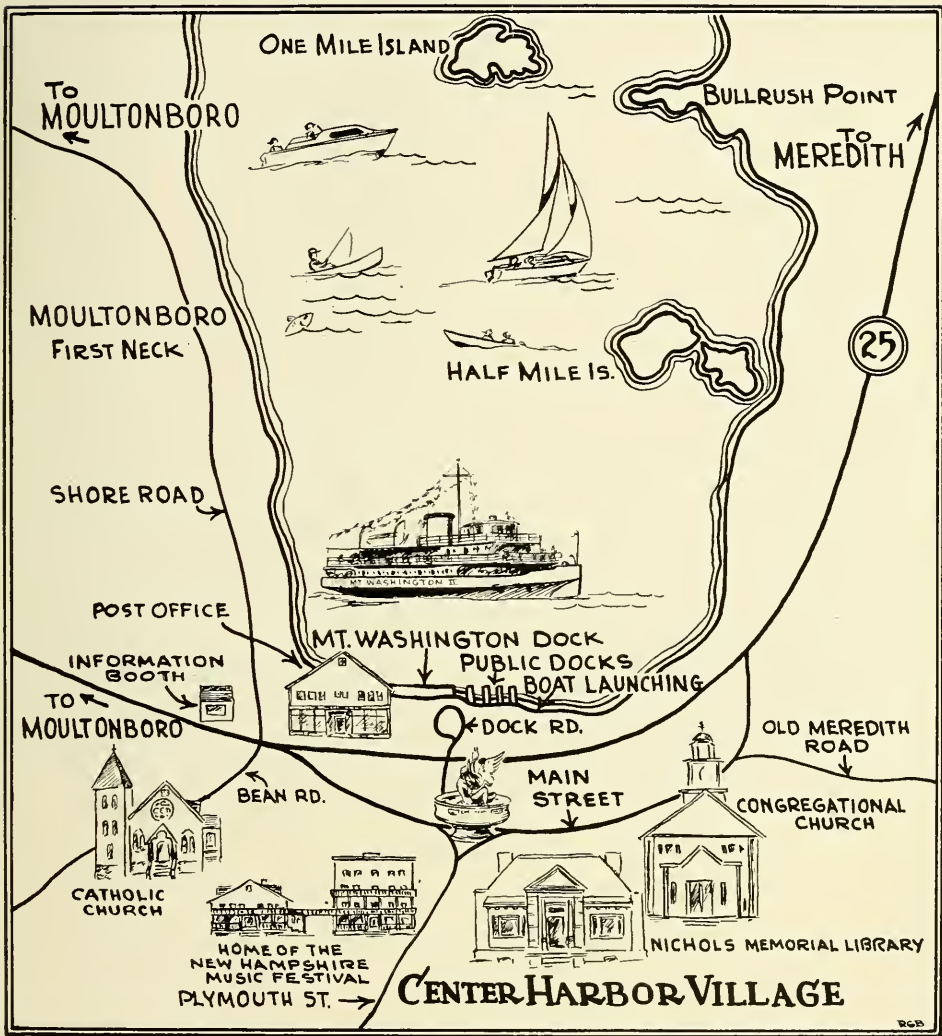 ONE MILE ISLAND
TO
MOULTONBORO
BULLRUSH POINT
TO
MEREDITH
MOULTONBORO
FIRST NECK
25
HALF MILE IS.
SHORE ROAD
MT WASHINGTON II
POST OFFICE
MT. WASHINGTON DOCK
PUBLIC DOCKS
INFORMATION
BOOTH
BOAT LAUNCHING
TO
MOULTONBORO
DOCK RD.
OLD MEREDITH
ROAD
MAIN
STREET
BEAN RD.
CONGREGATIONAL
CHURCH
CATHOLIC
CHURCH
HOME OF THE
NEW HAMPSHIRE
MUSIC FESTIVAL
NICHOLS MEMORIAL LIBRARY
PLYMOUTH ST.
CENTER HARBOR VILLAGE
RGB